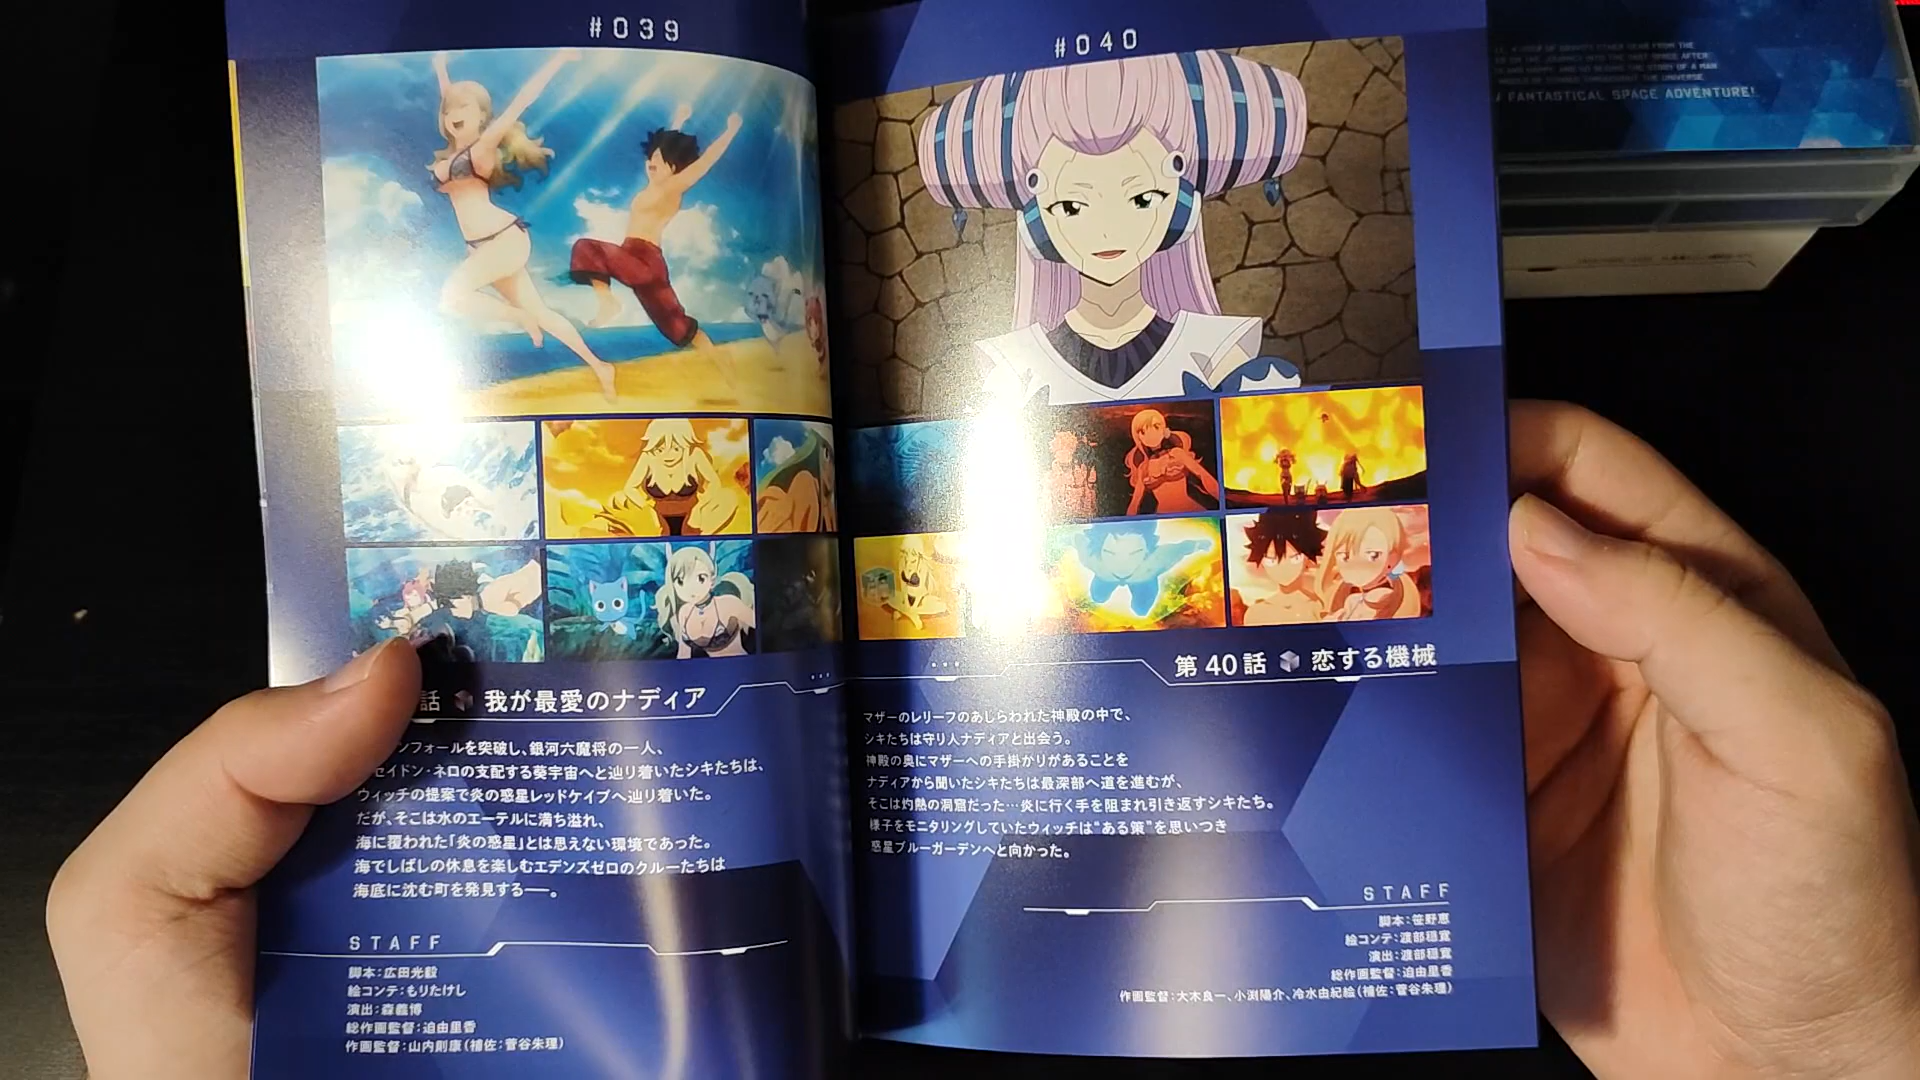 #039
話 我が最愛のナディア
ンフォールを突破し、銀河六魔将の一人、
セイドン・ネロの支配する葵宇宙へと辿り着いたシキたちは、
ウィッチの提案で炎の惑星レッドケイブへ辿り着いた。
だが、そこは水のエーテルに満ち溢れ、
海に覆われた「炎の惑星」とは思えない環境であった。
海でしばしの休息を楽しむエデンズゼロのクルーたちは
海底に沈む町を発見する──。
STAFF
脚本:広田光毅
絵コンテ:もりたけし
演出:森義博
総作画監督:迫由里香
作画監督:山内則康(補佐:菅谷朱理)
#040
第40話 恋する機械
マザーのレリーフのあしらわれた神殿の中で、
シキたちは守り人ナディアと出会う。
神殿の奥にマザーへの手掛かりがあることを
ナディアから聞いたシキたちは最深部へ道を進むが、
そこは灼熱の洞窟だった…炎に行く手を阻まれ引き返すシキたち。
様子をモニタリングしていたウィッチは“ある策”を思いつき
惑星ブルーガーデンへと向かった。
STAFF
脚本:笹野恵
絵コンテ:渡部穏寛
演出:渡部穏寛
総作画監督:迫由里香
作画監督:大木良一、小渕陽介、冷水由紀絵(補佐:菅谷朱理)
FANTASTICAL SPACE ADVENTURE!